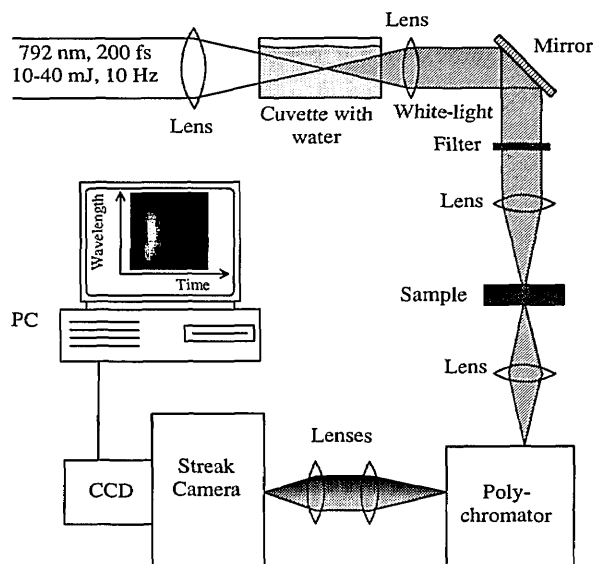 792 nm, 200 fs
10-40 mJ, 10 Hz
Lens
Cuvette with
water
Lens
White-light
Mirror
Filter
Lens
Sample
Lens
Wavelength
Time
PC
CCD
Streak
Camera
Lenses
Poly-
chromator